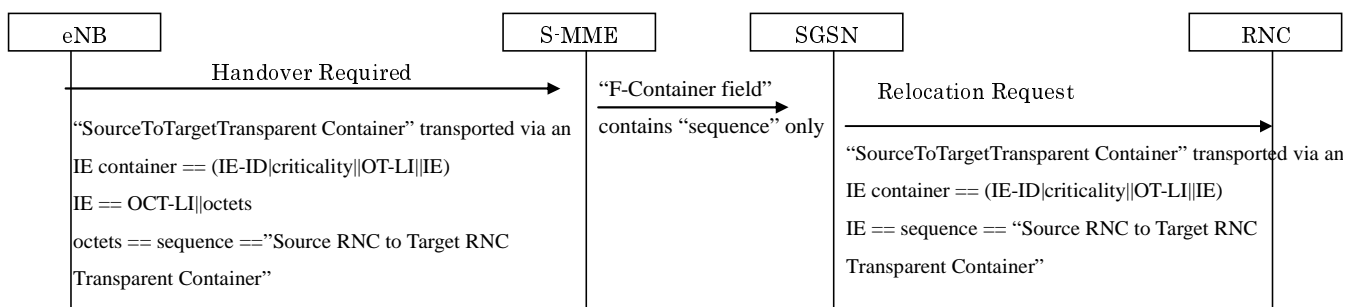 eNB
S-MME
SGSN
RNC
Handover Required
“SourceToTargetTransparent Container” transported via an
IE container == (IE-ID|criticality||OT-LI||IE)
IE == OCT-LI||octets
octets == sequence ==”Source RNC to Target RNC
Transparent Container”
“F-Container field”
contains “sequence” only
Relocation Request
“SourceToTargetTransparent Container” transported via an
IE container == (IE-ID|criticality||OT-LI||IE)
IE == sequence == “Source RNC to Target RNC
Transparent Container”